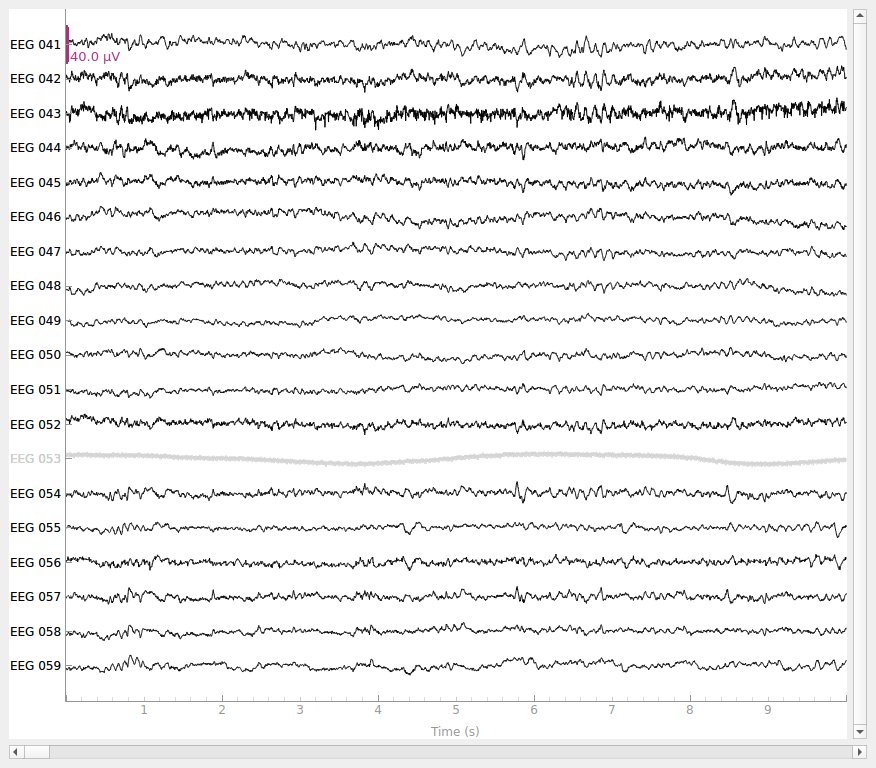 EEG 041
40.0 µV
EEG 042
EEG 043
EEG 044
EEG 045
EEG 046
EEG 047
EEG 048
EEG 049
EEG 050
EEG 051
EEG 052
EEG 053
EEG 054
EEG 055
EEG 056
EEG 057
EEG 058
EEG 059
1 2 3 4 5 6 7 8 9
Time (s)